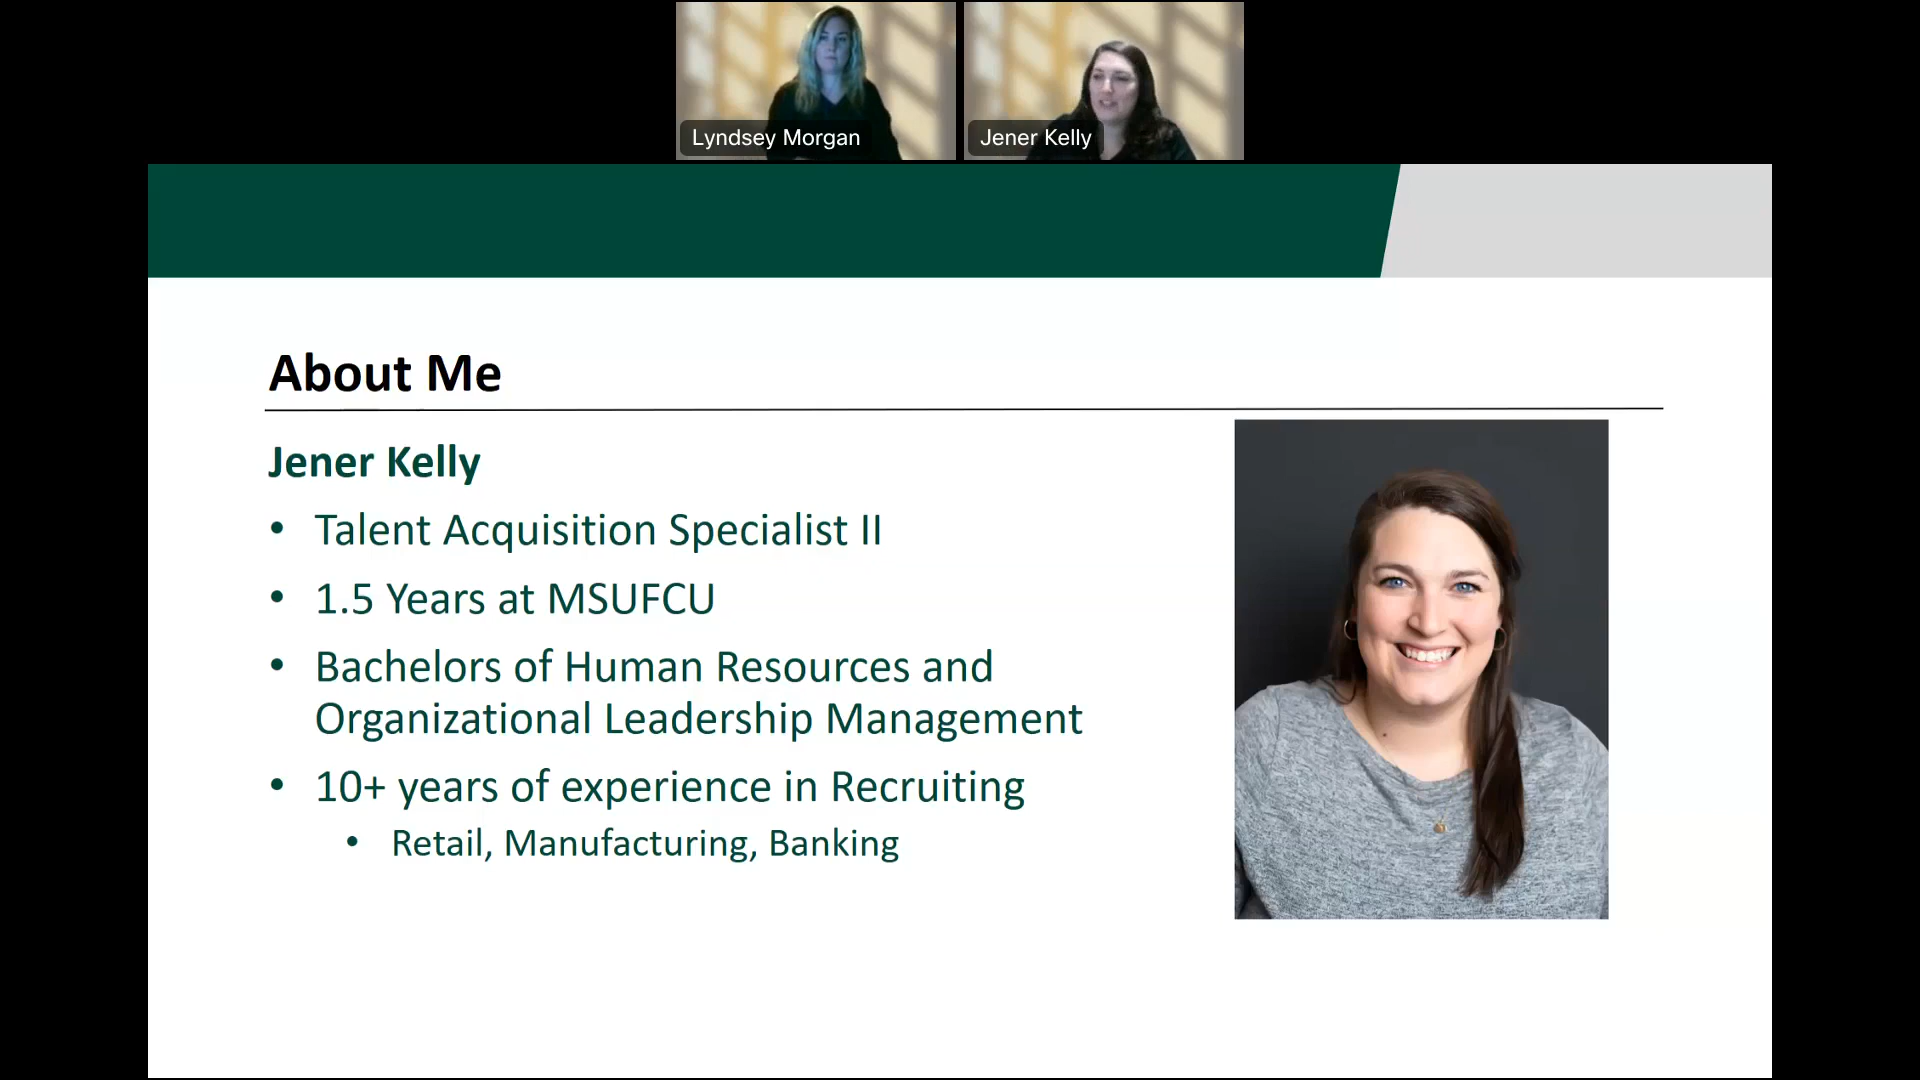 Lyndsey Morgan
Jener Kelly
About Me
Jener Kelly
• Talent Acquisition Specialist II
• 1.5 Years at MSUFCU
• Bachelors of Human Resources and
Organizational Leadership Management
• 10+ years of experience in Recruiting
• Retail, Manufacturing, Banking